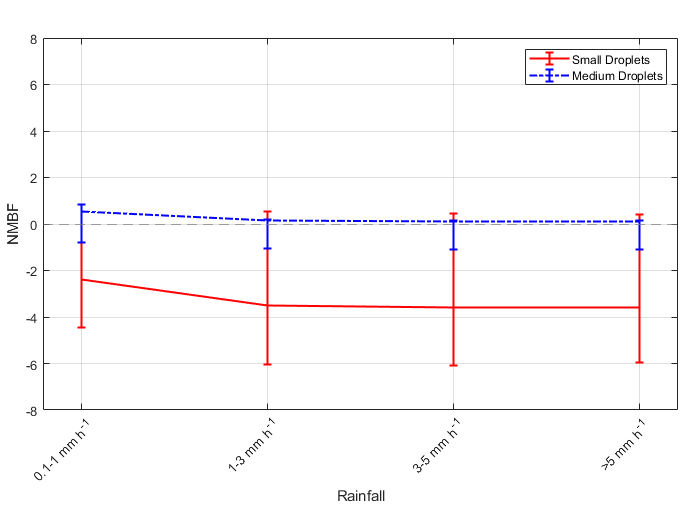 8
6
4
2
0
-2
-4
-6
-8
NMBF
Small Droplets
Medium Droplets
0.1-1 mm h⁻¹
1-3 mm h⁻¹
3-5 mm h⁻¹
>5 mm h⁻¹
Rainfall